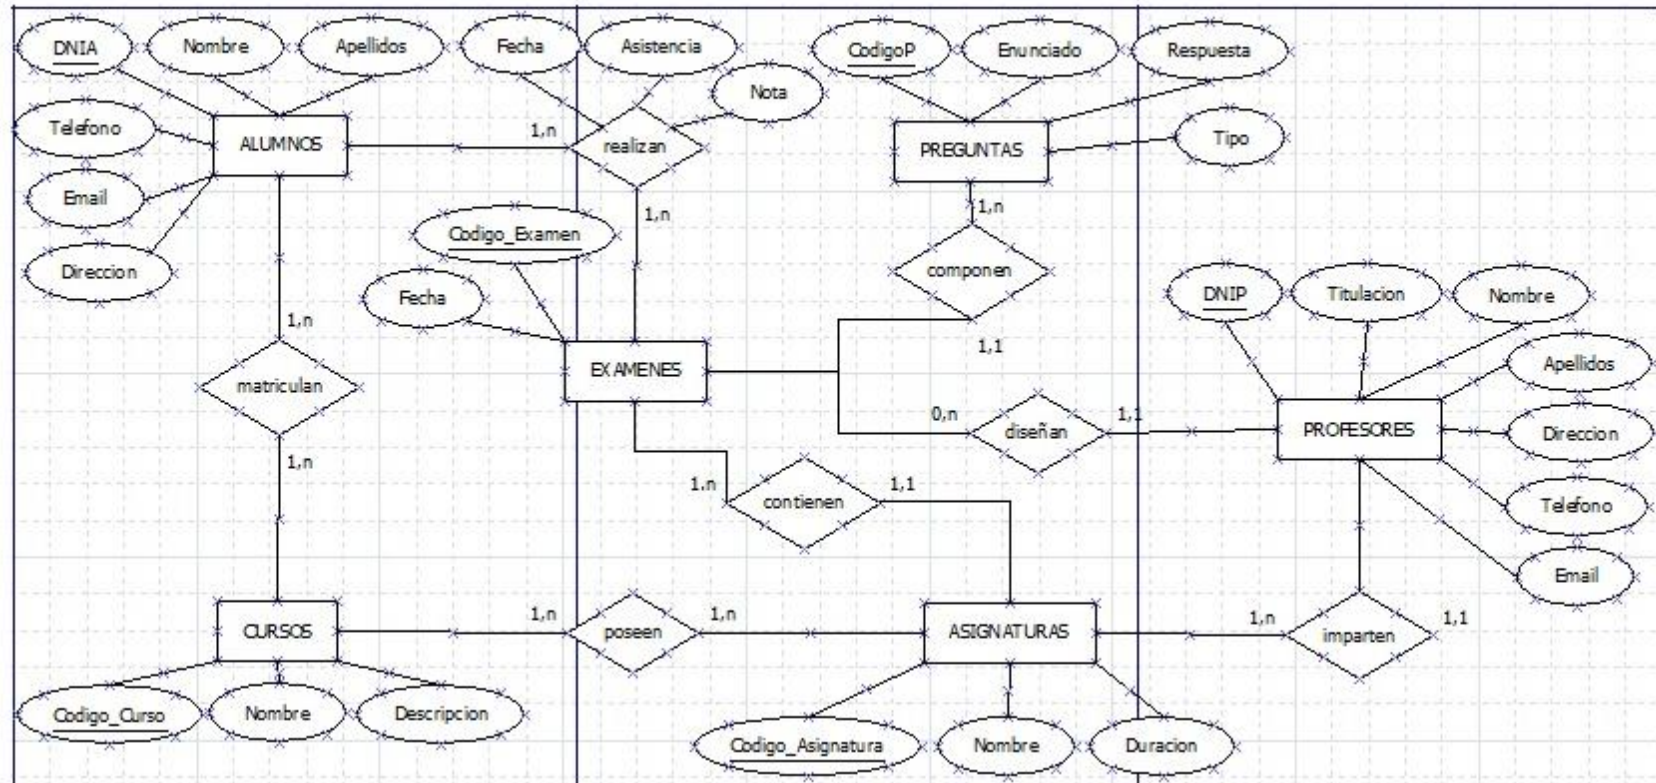 DNIA
Nombre
Apellidos
Fecha
Asistencia
CodigoP
Enunciado
Respuesta
Nota
Telefono
ALUMNOS
1,n
realizan
PREGUNTAS
Tipo
Email
1,n
1,n
Codigo_Examen
Direccion
componen
Fecha
DNIP
Titulacion
Nombre
1,n
1,1
EXAMENES
Apellidos
matriculan
0,n
diseñan
1,1
PROFESORES
Direccion
1,n
1,n
contienen
1,1
Telefono
Email
CURSOS
1,n
poseen
1,n
ASIGNATURAS
1,n
imparten
1,1
Codigo_Curso
Nombre
Descripcion
Codigo_Asignatura
Nombre
Duracion